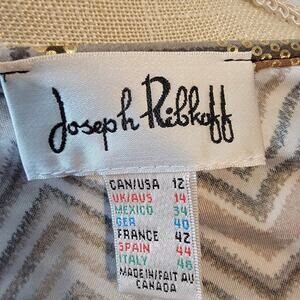 Joseph Ribkoff
CAN/USA 12
UK/AUS 14
MEXICO 34
GER 40
FRANCE 42
SPAIN 44
ITALY 46
MADE IN/FAIT AU
CANADA